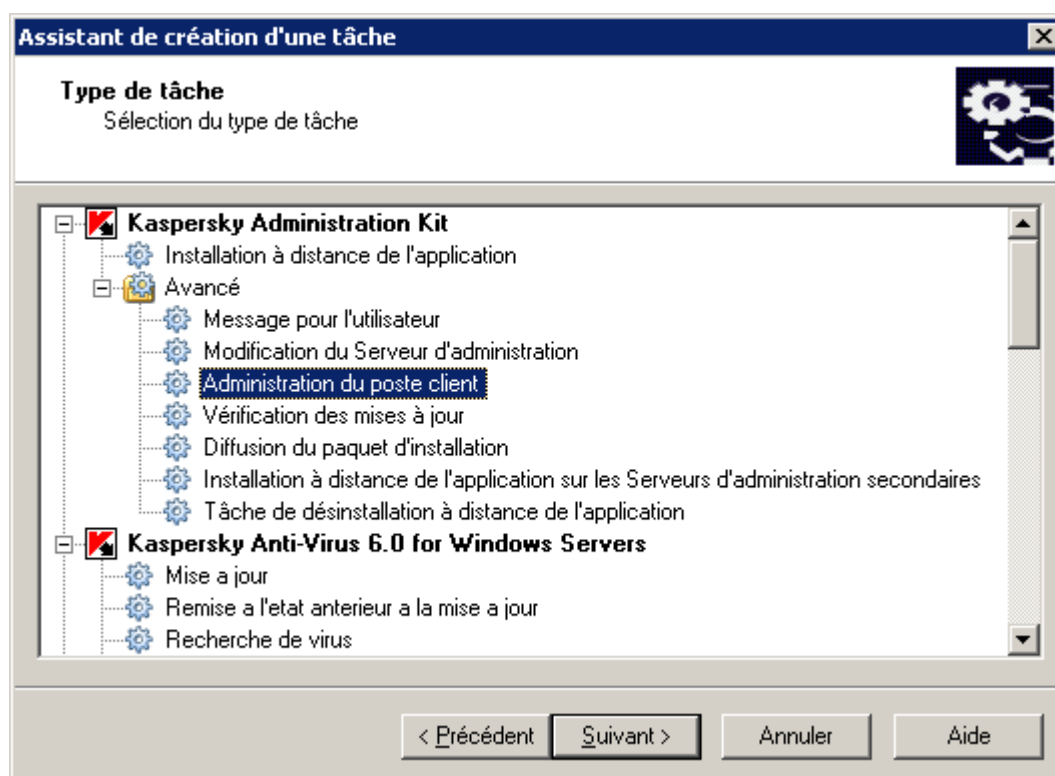 Assistant de création d'une tâche
Type de tâche
Sélection du type de tâche
Kaspersky Administration Kit
Installation à distance de l'application
Avancé
Message pour l'utilisateur
Modification du Serveur d'administration
Administration du poste client
Vérification des mises à jour
Diffusion du paquet d'installation
Installation à distance de l'application sur les Serveurs d'administration secondaires
Tâche de désinstallation à distance de l'application
Kaspersky Anti-Virus 6.0 for Windows Servers
Mise a jour
Remise a l'etat anterieur a la mise a jour
Recherche de virus
< Précédent Suivant > Annuler Aide